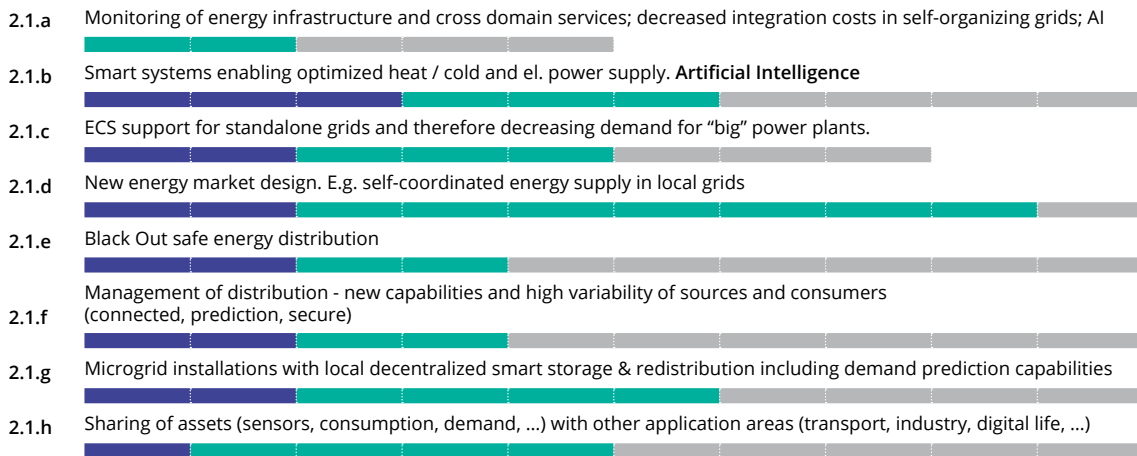 2.1.a Monitoring of energy infrastructure and cross domain services; decreased integration costs in self-organizing grids; AI
2.1.b Smart systems enabling optimized heat / cold and el. power supply. Artificial Intelligence
2.1.c ECS support for standalone grids and therefore decreasing demand for “big” power plants.
2.1.d New energy market design. E.g. self-coordinated energy supply in local grids
2.1.e Black Out safe energy distribution
2.1.f Management of distribution - new capabilities and high variability of sources and consumers
(connected, prediction, secure)
2.1.g Microgrid installations with local decentralized smart storage & redistribution including demand prediction capabilities
2.1.h Sharing of assets (sensors, consumption, demand, ...) with other application areas (transport, industry, digital life, ...)